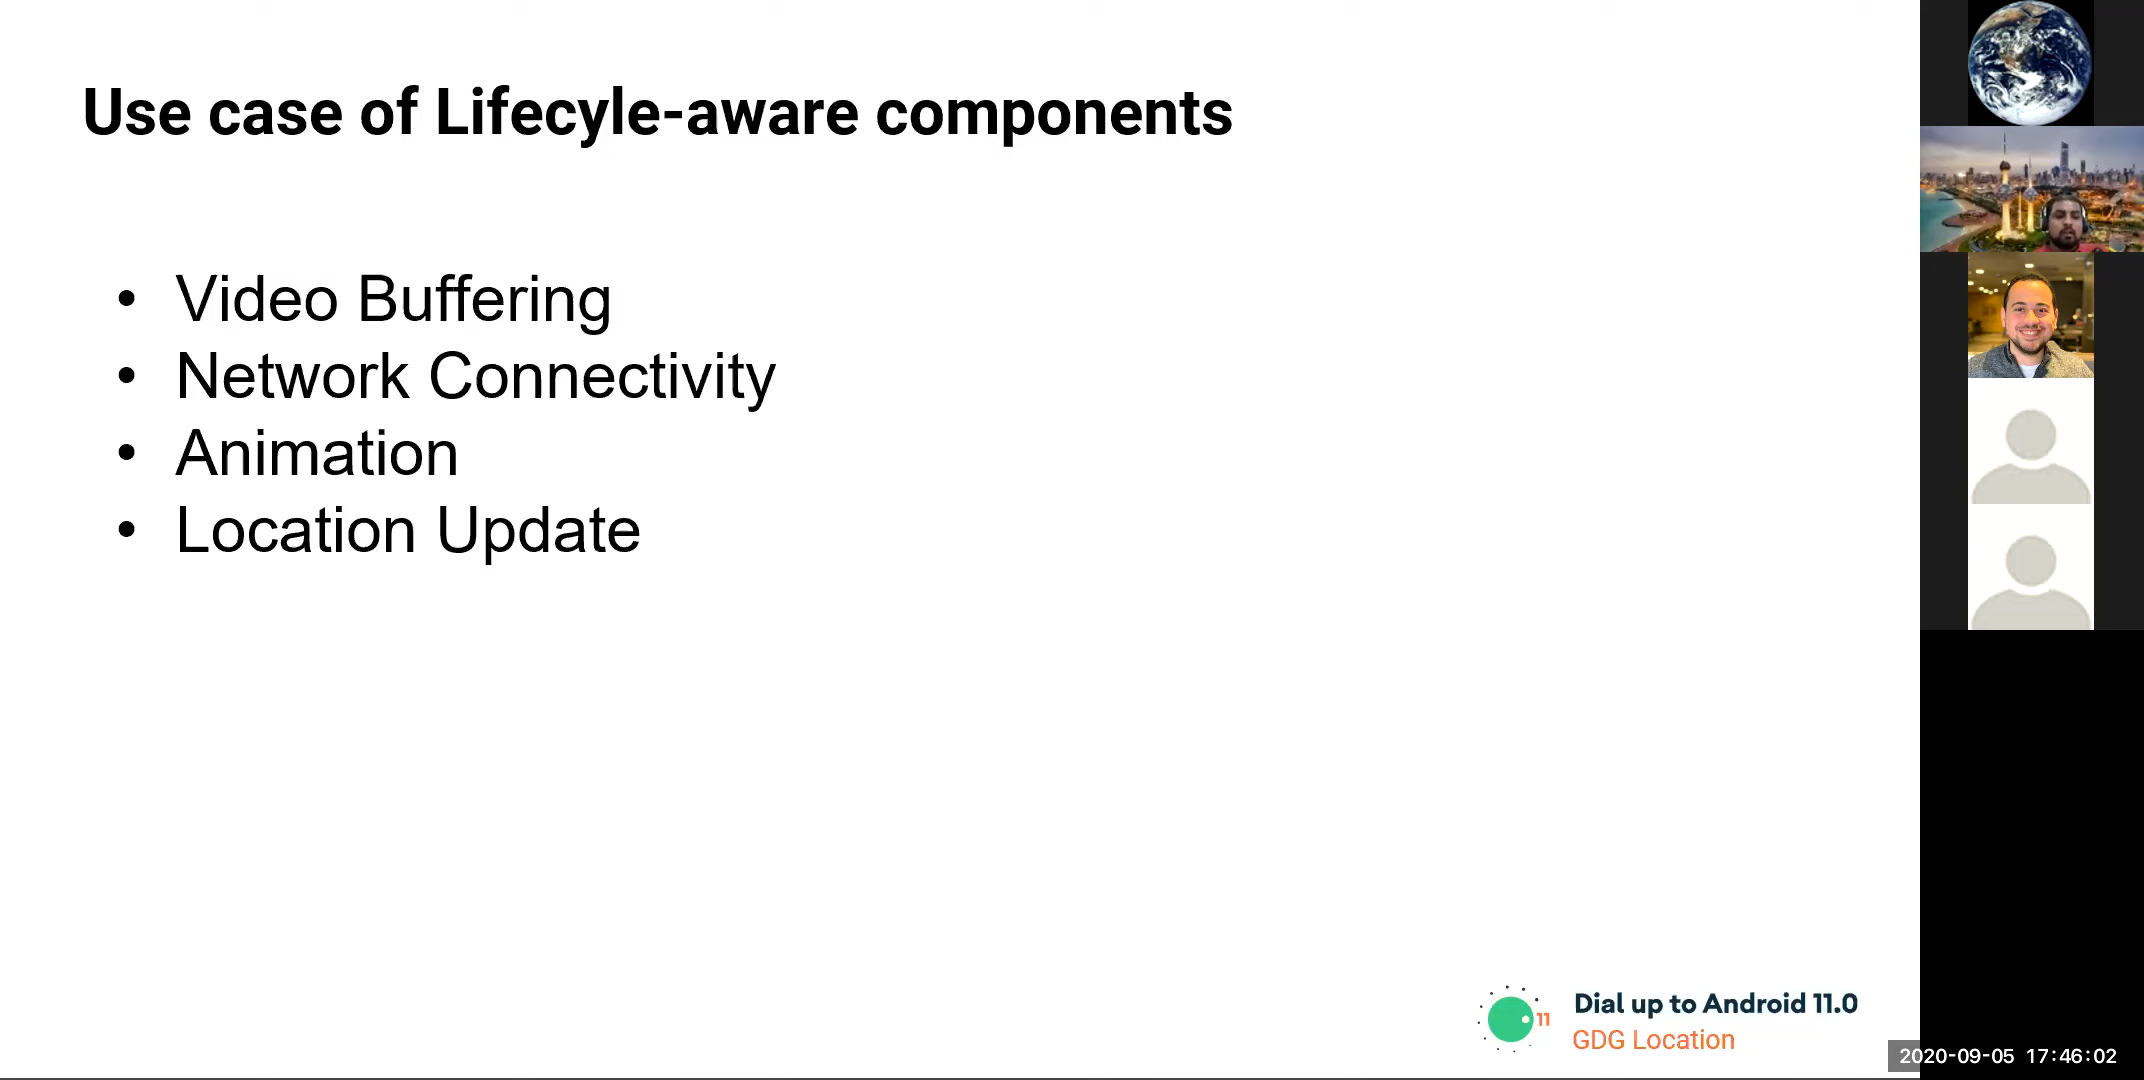 Use case of Lifecyle-aware components
• Video Buffering
• Network Connectivity
• Animation
• Location Update
11
Dial up to Android 11.0
GDG Location
2020-09-05 17:46:02